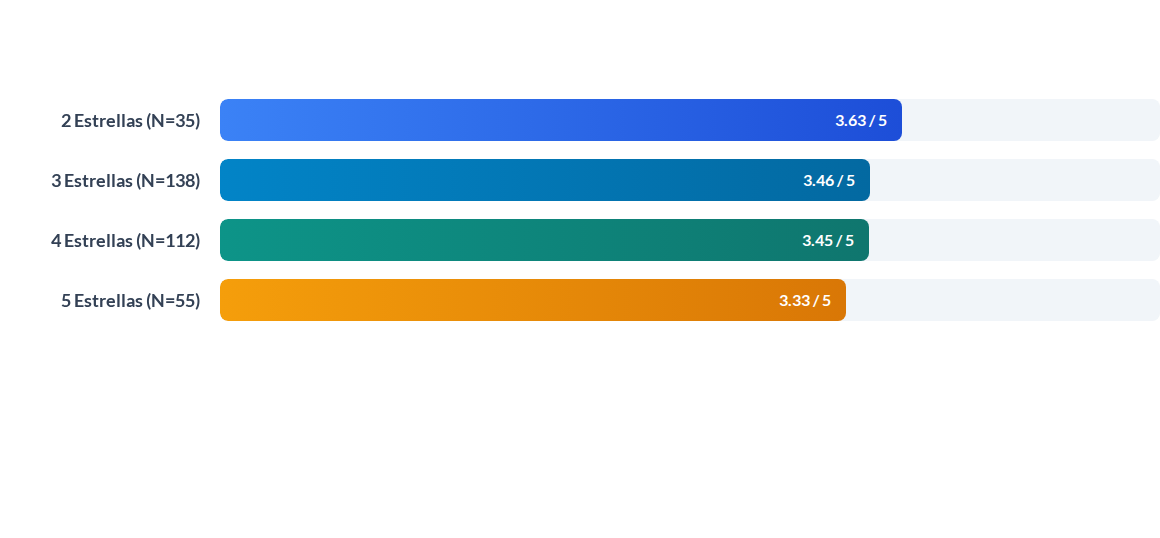 2 Estrellas (N=35) 3.63 / 5
3 Estrellas (N=138) 3.46 / 5
4 Estrellas (N=112) 3.45 / 5
5 Estrellas (N=55) 3.33 / 5